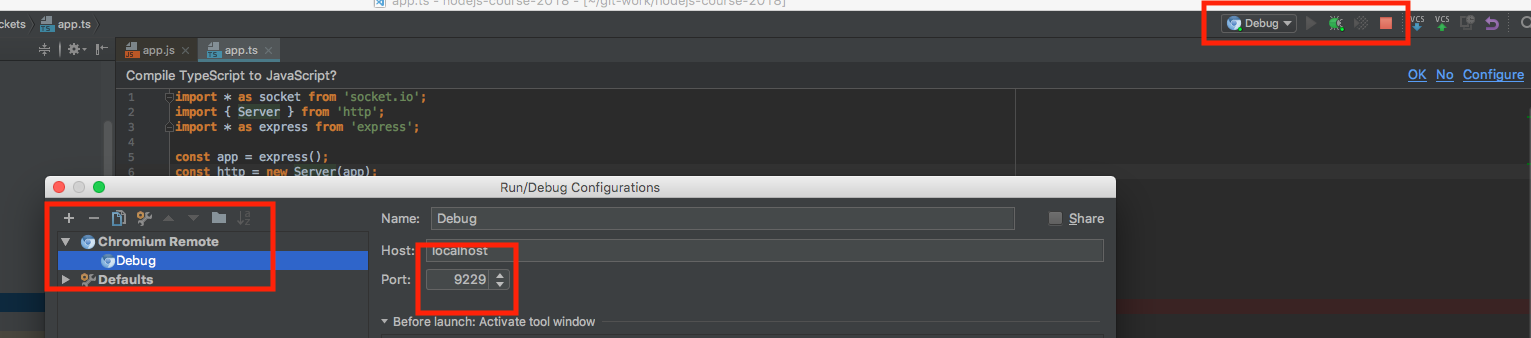 app.ts - nodejs-course-2018 - [~/git-work/nodejs-course-2018]
ckets app.ts
Debug
VCS VCS
app.js app.ts
Compile TypeScript to JavaScript?
OK No Configure
1 import * as socket from 'socket.io';
2 import { Server } from 'http';
3 import * as express from 'express';
4
5 const app = express();
6 const http = new Server(app);
Run/Debug Configurations
Name: Debug
Share
Chromium Remote
Debug
Defaults
Host: localhost
Port: 9229
Before launch: Activate tool window